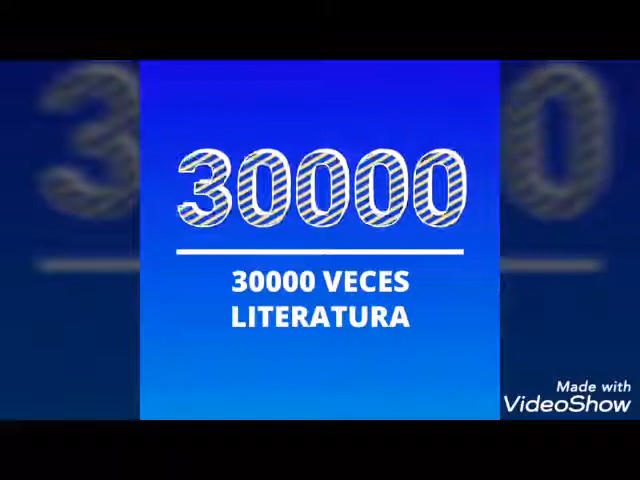 30000
30000 VECES
LITERATURA
Made with
VideoShow